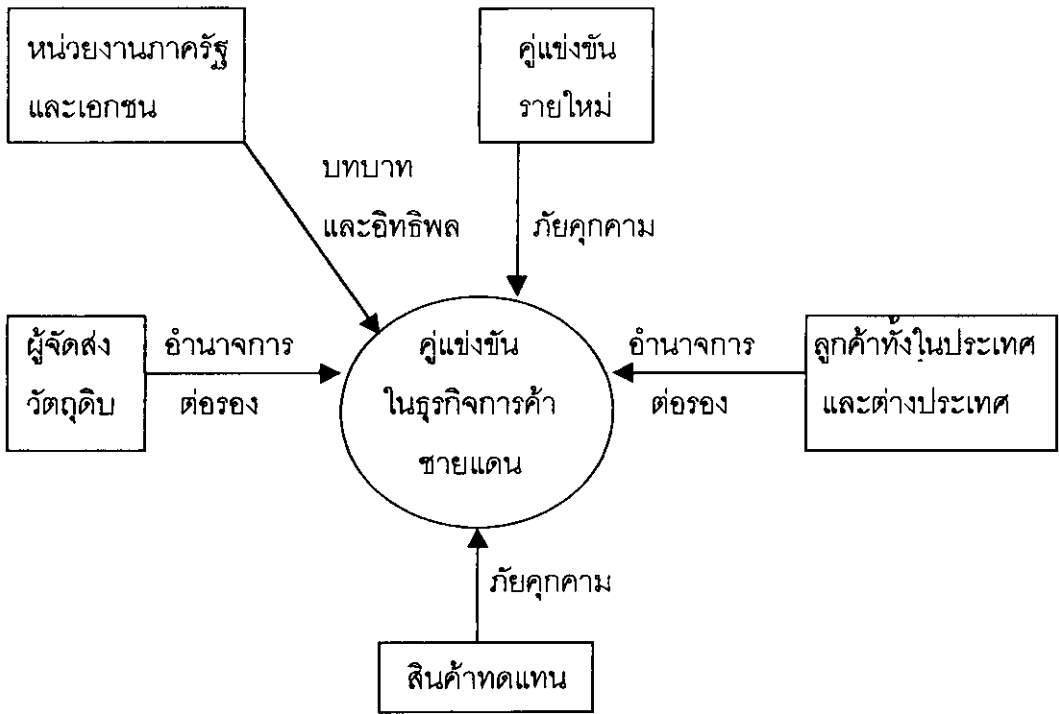 หน่วยงานภาครัฐ
และเอกชน
คู่แข่งขัน
รายใหม่
บทบาท
และอิทธิพล
ภัยคุกคาม
ผู้จัดส่ง
วัตถุดิบ
อำนาจการ
ต่อรอง
คู่แข่งขัน
ในธุรกิจการค้า
ชายแดน
อำนาจการ
ต่อรอง
ลูกค้าทั้งในประเทศ
และต่างประเทศ
ภัยคุกคาม
สินค้าทดแทน